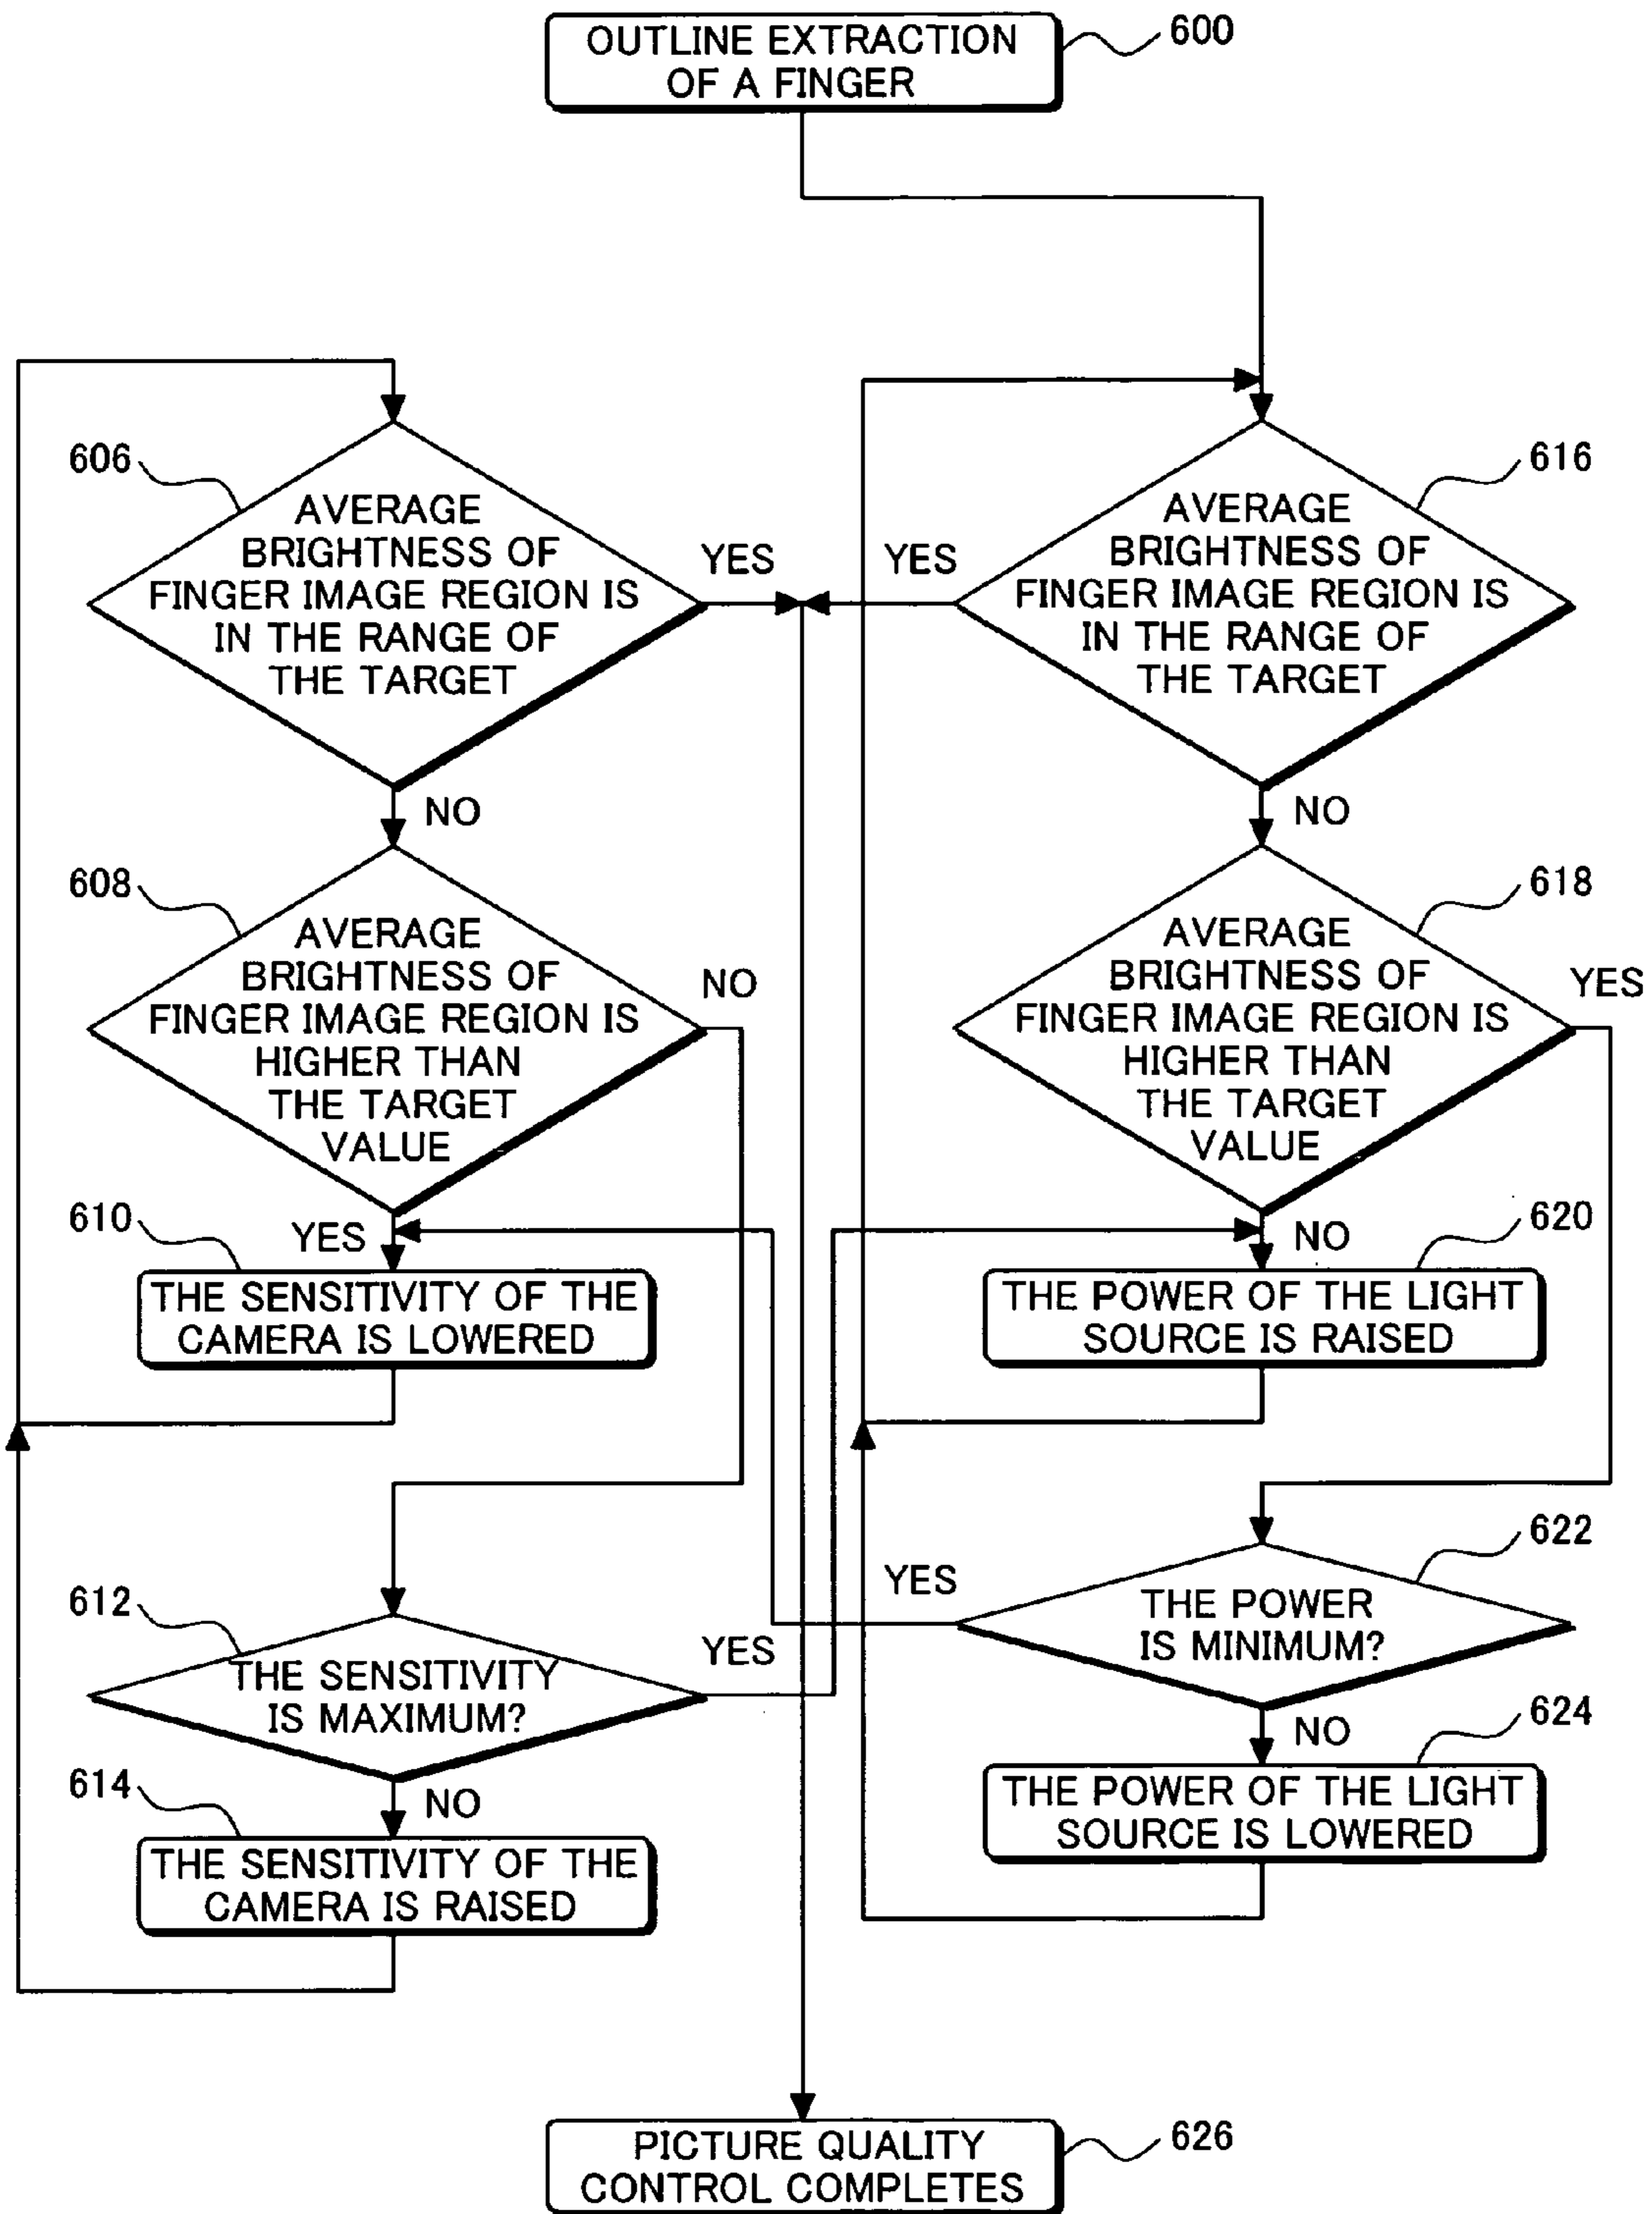 OUTLINE EXTRACTION
OF A FINGER
600
606
AVERAGE
BRIGHTNESS OF
FINGER IMAGE REGION IS
IN THE RANGE OF
THE TARGET
YES
NO
616
AVERAGE
BRIGHTNESS OF
FINGER IMAGE REGION IS
IN THE RANGE OF
THE TARGET
YES
NO
608
AVERAGE
BRIGHTNESS OF
FINGER IMAGE REGION IS
HIGHER THAN
THE TARGET
VALUE
NO
YES
618
AVERAGE
BRIGHTNESS OF
FINGER IMAGE REGION IS
HIGHER THAN
THE TARGET
VALUE
YES
NO
610
THE SENSITIVITY OF THE
CAMERA IS LOWERED
620
THE POWER OF THE LIGHT
SOURCE IS RAISED
612
THE SENSITIVITY
IS MAXIMUM?
YES
NO
622
THE POWER
IS MINIMUM?
YES
NO
614
THE SENSITIVITY OF THE
CAMERA IS RAISED
624
THE POWER OF THE LIGHT
SOURCE IS LOWERED
PICTURE QUALITY
CONTROL COMPLETES
626